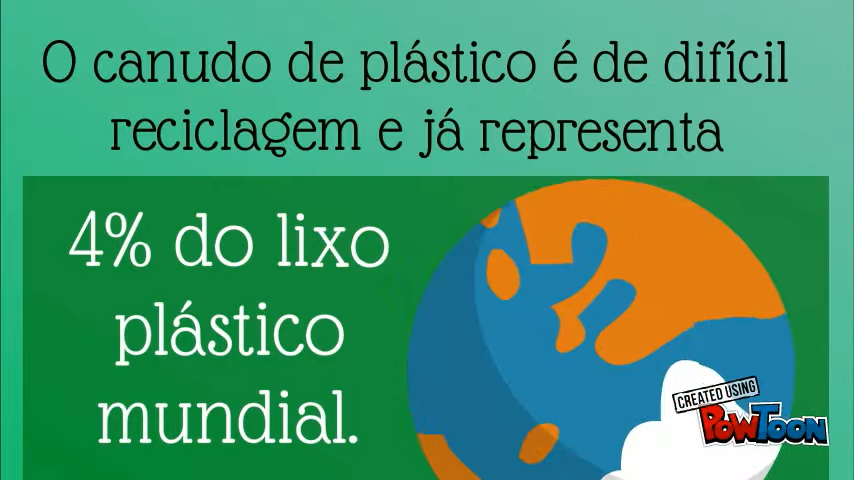 O canudo de plástico é de difícil
reciclagem e já representa
4% do lixo
plástico
mundial.
CREATED USING
POWTOON